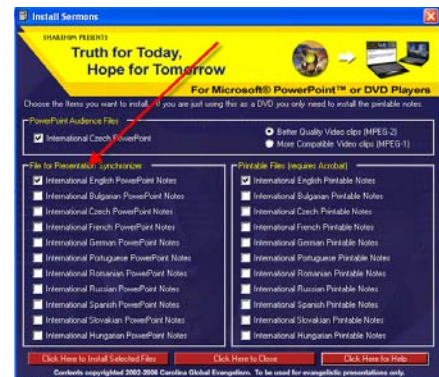 Install Sermons
SHAKEHIM PRESENTS
Truth for Today,
Hope for Tomorrow
For Microsoft® PowerPoint™ or DVD Players
Choose the Items you want to install. If you are just using this as a DVD you only need to install the printable notes.
PowerPoint Audience Files
International Czech PowerPoint
Better Quality Video clips (MPEG-2)
More Compatible Video clips (MPEG-1)
File for Presentation Synchronizer
International English PowerPoint Notes
International Bulgarian PowerPoint Notes
International Czech PowerPoint Notes
International French PowerPoint Notes
International German PowerPoint Notes
International Portuguese PowerPoint Notes
International Romanian PowerPoint Notes
International Russian PowerPoint Notes
International Spanish PowerPoint Notes
International Slovakian PowerPoint Notes
International Hungarian PowerPoint Notes
Printable Files (requires Acrobat)
International English Printable Notes
International Bulgarian Printable Notes
International Czech Printable Notes
International French Printable Notes
International German Printable Notes
International Portuguese Printable Notes
International Romanian Printable Notes
International Russian Printable Notes
International Spanish Printable Notes
International Slovakian Printable Notes
International Hungarian Printable Notes
Click Here to Install Selected Files
Click Here to Close
Click Here for Help
Contents copyrighted 2002-2006 Carolina Global Evangelism. To be used for evangelistic presentations only.